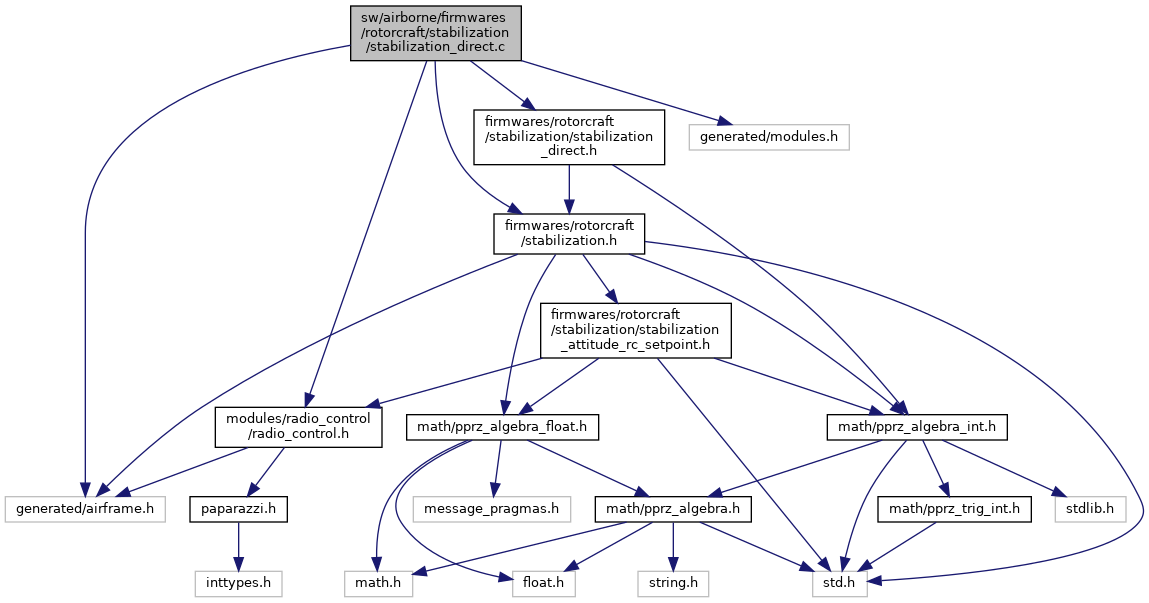 sw/airborne/firmwares
/rotorcraft/stabilization
/stabilization_direct.c
firmwares/rotorcraft
/stabilization/stabilization
_direct.h
generated/modules.h
firmwares/rotorcraft
/stabilization.h
firmwares/rotorcraft
/stabilization/stabilization
_attitude_rc_setpoint.h
modules/radio_control
/radio_control.h
math/pprz_algebra_float.h
math/pprz_algebra_int.h
generated/airframe.h
paparazzi.h
message_pragmas.h
math/pprz_algebra.h
math/pprz_trig_int.h
stdlib.h
inttypes.h
math.h
float.h
string.h
std.h